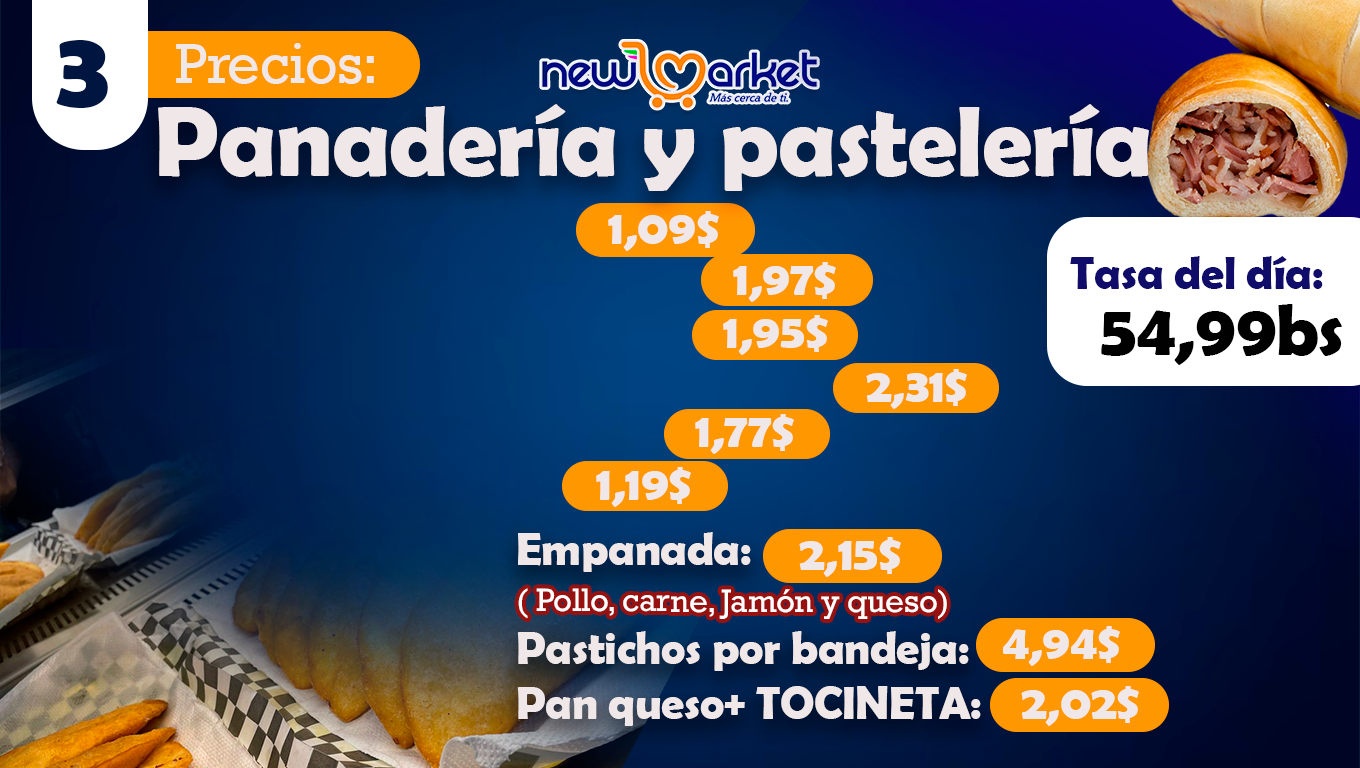 3
Precios:
new market
Más cerca de ti.
Panadería y pastelería
1,09$
1,97$
1,95$
2,31$
1,77$
1,19$
Tasa del día:
54,99bs
Empanada: 2,15$
( Pollo, carne, Jamón y queso)
Pastichos por bandeja: 4,94$
Pan queso+ TOCINETA: 2,02$